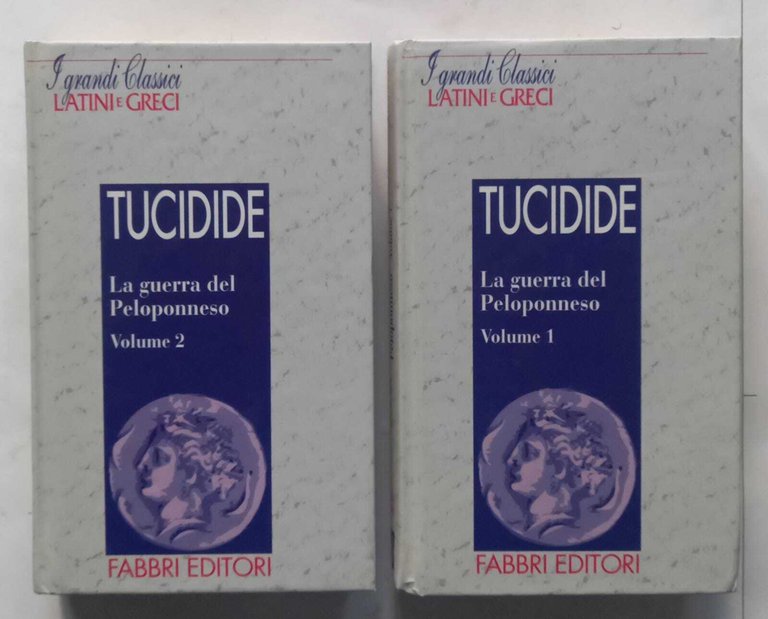 I grandi Classici
LATINI E GRECI
TUCIDIDE
La guerra del
Peloponneso
Volume 2
FABBRI EDITORI
I grandi Classici
LATINI E GRECI
TUCIDIDE
La guerra del
Peloponneso
Volume 1
FABBRI EDITORI